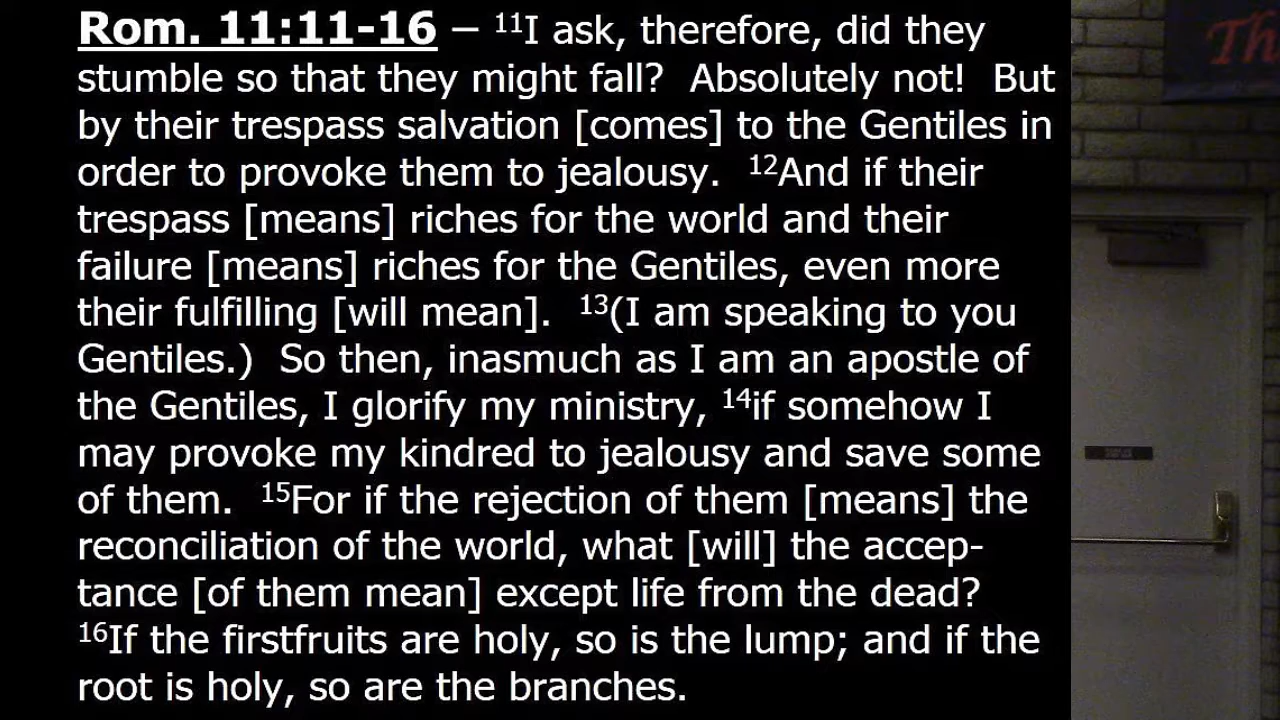 Rom. 11:11-16 – ¹¹I ask, therefore, did they
stumble so that they might fall?  Absolutely not!  But
by their trespass salvation [comes] to the Gentiles in
order to provoke them to jealousy.  ¹²And if their
trespass [means] riches for the world and their
failure [means] riches for the Gentiles, even more
their fulfilling [will mean].  ¹³(I am speaking to you
Gentiles.)  So then, inasmuch as I am an apostle of
the Gentiles, I glorify my ministry, ¹⁴if somehow I
may provoke my kindred to jealousy and save some
of them.  ¹⁵For if the rejection of them [means] the
reconciliation of the world, what [will] the accep-
tance [of them mean] except life from the dead?
¹⁶If the firstfruits are holy, so is the lump; and if the
root is holy, so are the branches.
Th